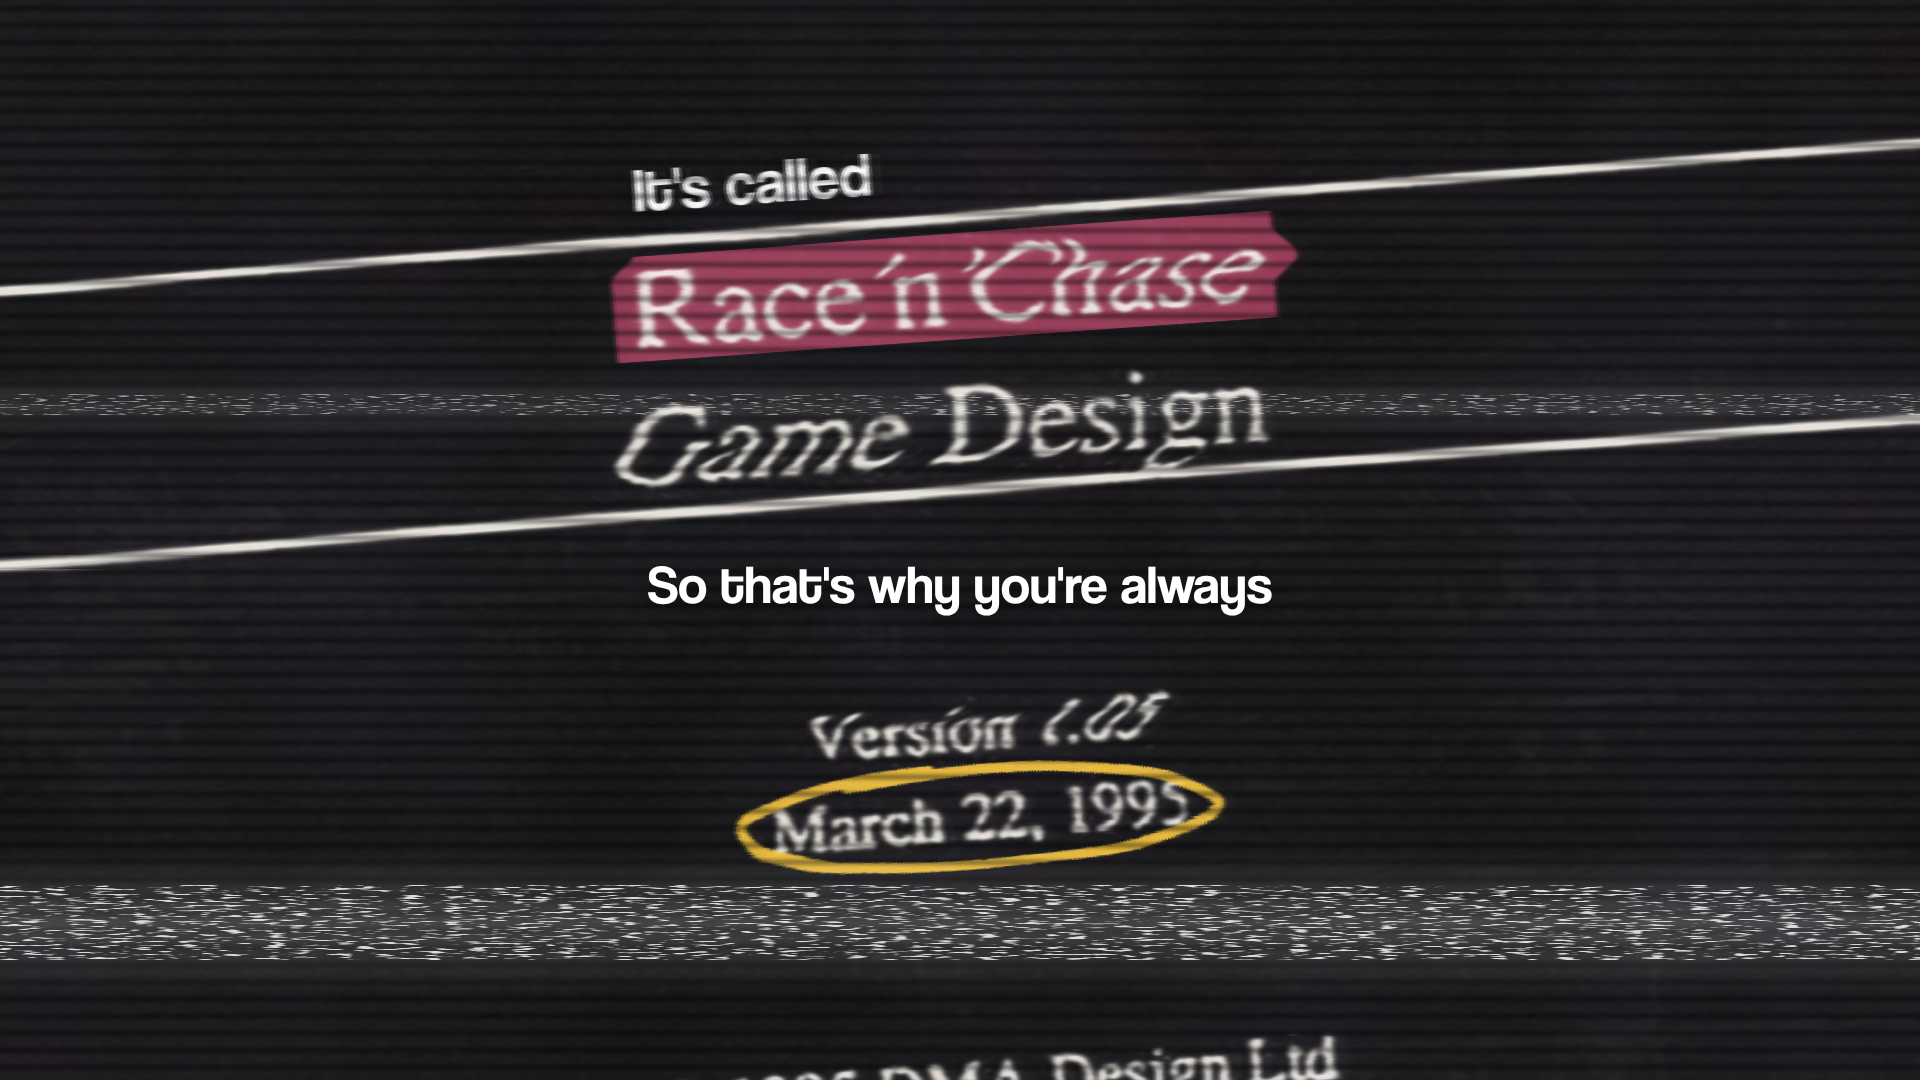 It's called
Race'n'Chase
Game Design
So that's why you're always
Version 1.05
March 22, 1995
1995 DMA Design Ltd